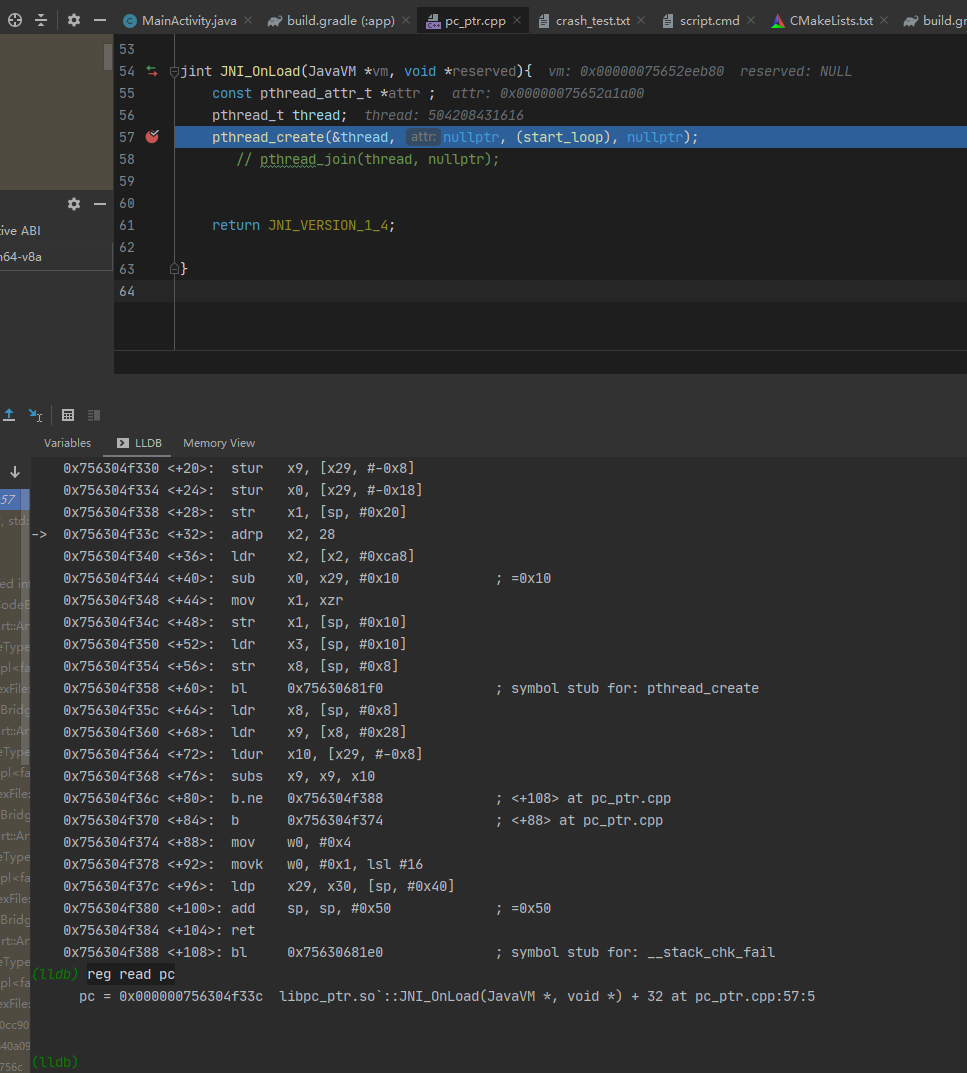 MainActivity.java × build.gradle (:app) × pc_ptr.cpp × crash_test.txt × script.cmd × CMakeLists.txt × build.gr
53
54 jint JNI_OnLoad(JavaVM *vm, void *reserved){ vm: 0x00000075652eeb80 reserved: NULL
55 const pthread_attr_t *attr ; attr: 0x00000075652a1a00
56 pthread_t thread; thread: 504208431616
57 pthread_create(&thread, attr: nullptr, (start_loop), nullptr);
58 // pthread_join(thread, nullptr);
59
60
61 return JNI_VERSION_1_4;
62
63 }
64
tive ABI
64-v8a
Variables LLDB Memory View
0x756304f330 <+20>: stur x9, [x29, #-0x8]
0x756304f334 <+24>: stur x0, [x29, #-0x18]
57 0x756304f338 <+28>: str x1, [sp, #0x20]
, std: -> 0x756304f33c <+32>: adrp x2, 28
0x756304f340 <+36>: ldr x2, [x2, #0xca8]
ed in 0x756304f344 <+40>: sub x0, x29, #0x10 ; =0x10
0x756304f348 <+44>: mov x1, xzr
0x756304f34c <+48>: str x1, [sp, #0x10]
0x756304f350 <+52>: ldr x3, [sp, #0x10]
0x756304f354 <+56>: str x8, [sp, #0x8]
0x756304f358 <+60>: bl 0x75630681f0 ; symbol stub for: pthread_create
0x756304f35c <+64>: ldr x8, [sp, #0x8]
0x756304f360 <+68>: ldr x9, [x8, #0x28]
0x756304f364 <+72>: ldur x10, [x29, #-0x8]
0x756304f368 <+76>: subs x9, x9, x10
0x756304f36c <+80>: b.ne 0x756304f388 ; <+108> at pc_ptr.cpp
0x756304f370 <+84>: b 0x756304f374 ; <+88> at pc_ptr.cpp
0x756304f374 <+88>: mov w0, #0x4
0x756304f378 <+92>: movk w0, #0x1, lsl #16
0x756304f37c <+96>: ldp x29, x30, [sp, #0x40]
0x756304f380 <+100>: add sp, sp, #0x50 ; =0x50
0x756304f384 <+104>: ret
0x756304f388 <+108>: bl 0x75630681e0 ; symbol stub for: __stack_chk_fail
(lldb) reg read pc
pc = 0x000000756304f33c libpc_ptr.so`::JNI_OnLoad(JavaVM *, void *) + 32 at pc_ptr.cpp:57:5
(lldb)